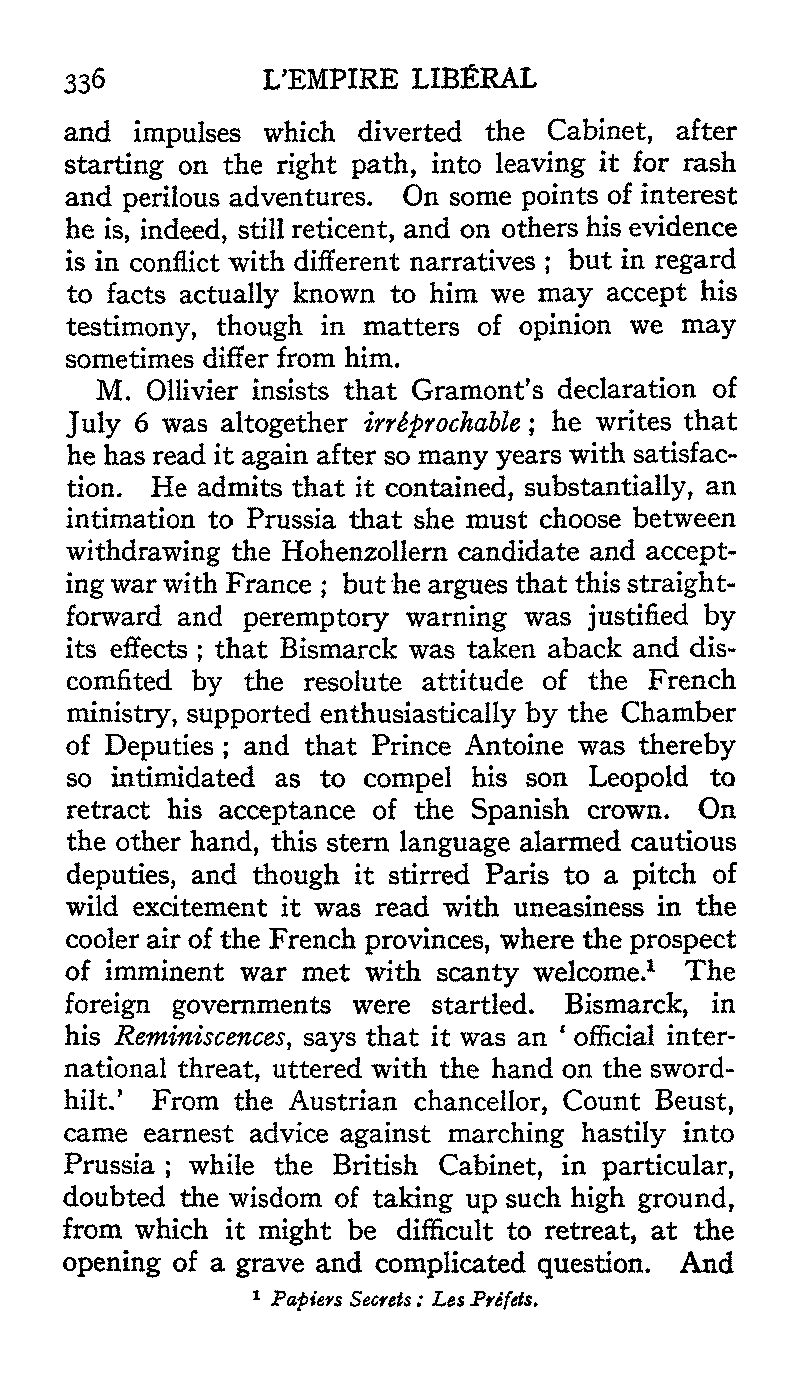 336 L'EMPIRE LIBÉRAL
and impulses which diverted the Cabinet, after
starting on the right path, into leaving it for rash
and perilous adventures. On some points of interest
he is, indeed, still reticent, and on others his evidence
is in conflict with different narratives ; but in regard
to facts actually known to him we may accept his
testimony, though in matters of opinion we may
sometimes differ from him.
M. Ollivier insists that Gramont's declaration of
July 6 was altogether irréprochable ; he writes that
he has read it again after so many years with satisfac-
tion. He admits that it contained, substantially, an
intimation to Prussia that she must choose between
withdrawing the Hohenzollern candidate and accept-
ing war with France ; but he argues that this straight-
forward and peremptory warning was justified by
its effects ; that Bismarck was taken aback and dis-
comfited by the resolute attitude of the French
ministry, supported enthusiastically by the Chamber
of Deputies ; and that Prince Antoine was thereby
so intimidated as to compel his son Leopold to
retract his acceptance of the Spanish crown. On
the other hand, this stern language alarmed cautious
deputies, and though it stirred Paris to a pitch of
wild excitement it was read with uneasiness in the
cooler air of the French provinces, where the prospect
of imminent war met with scanty welcome.¹ The
foreign governments were startled. Bismarck, in
his Reminiscences, says that it was an ‘ official inter-
national threat, uttered with the hand on the sword-
hilt.’ From the Austrian chancellor, Count Beust,
came earnest advice against marching hastily into
Prussia ; while the British Cabinet, in particular,
doubted the wisdom of taking up such high ground,
from which it might be difficult to retreat, at the
opening of a grave and complicated question. And
¹ Papiers Secrets : Les Préfets.